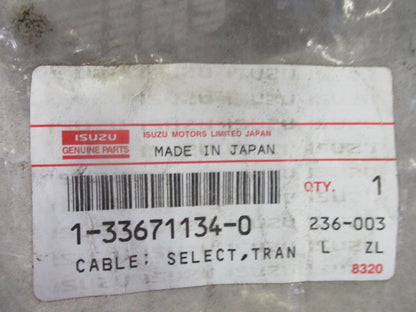 ISUZU
GENUINE PARTS
ISUZU MOTORS LIMITED JAPAN
MADE IN JAPAN
QTY. 1
1-33671134-0
236-003
CABLE; SELECT,TRAN
L ZL
8320